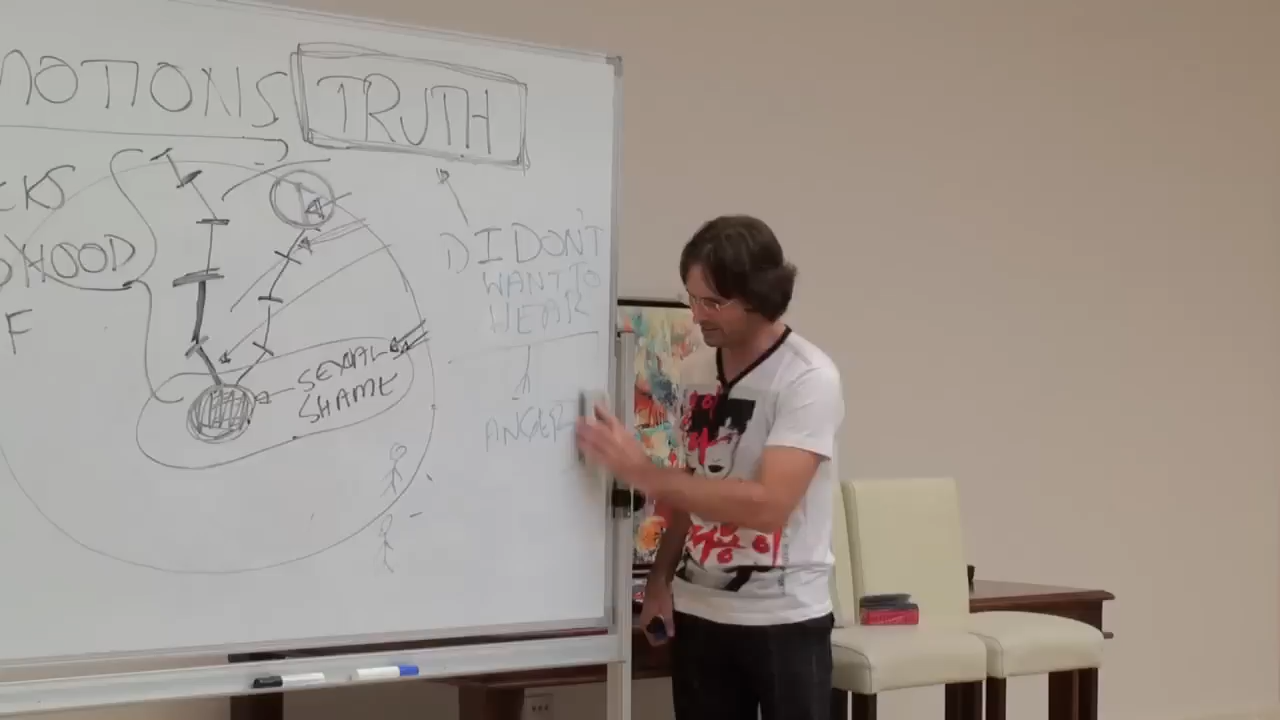 MOTIONS
TRUTH
CKS
HOOD
F
I DON'T
WANT TO
HEAR
SEXUAL
SHAME
ANGER